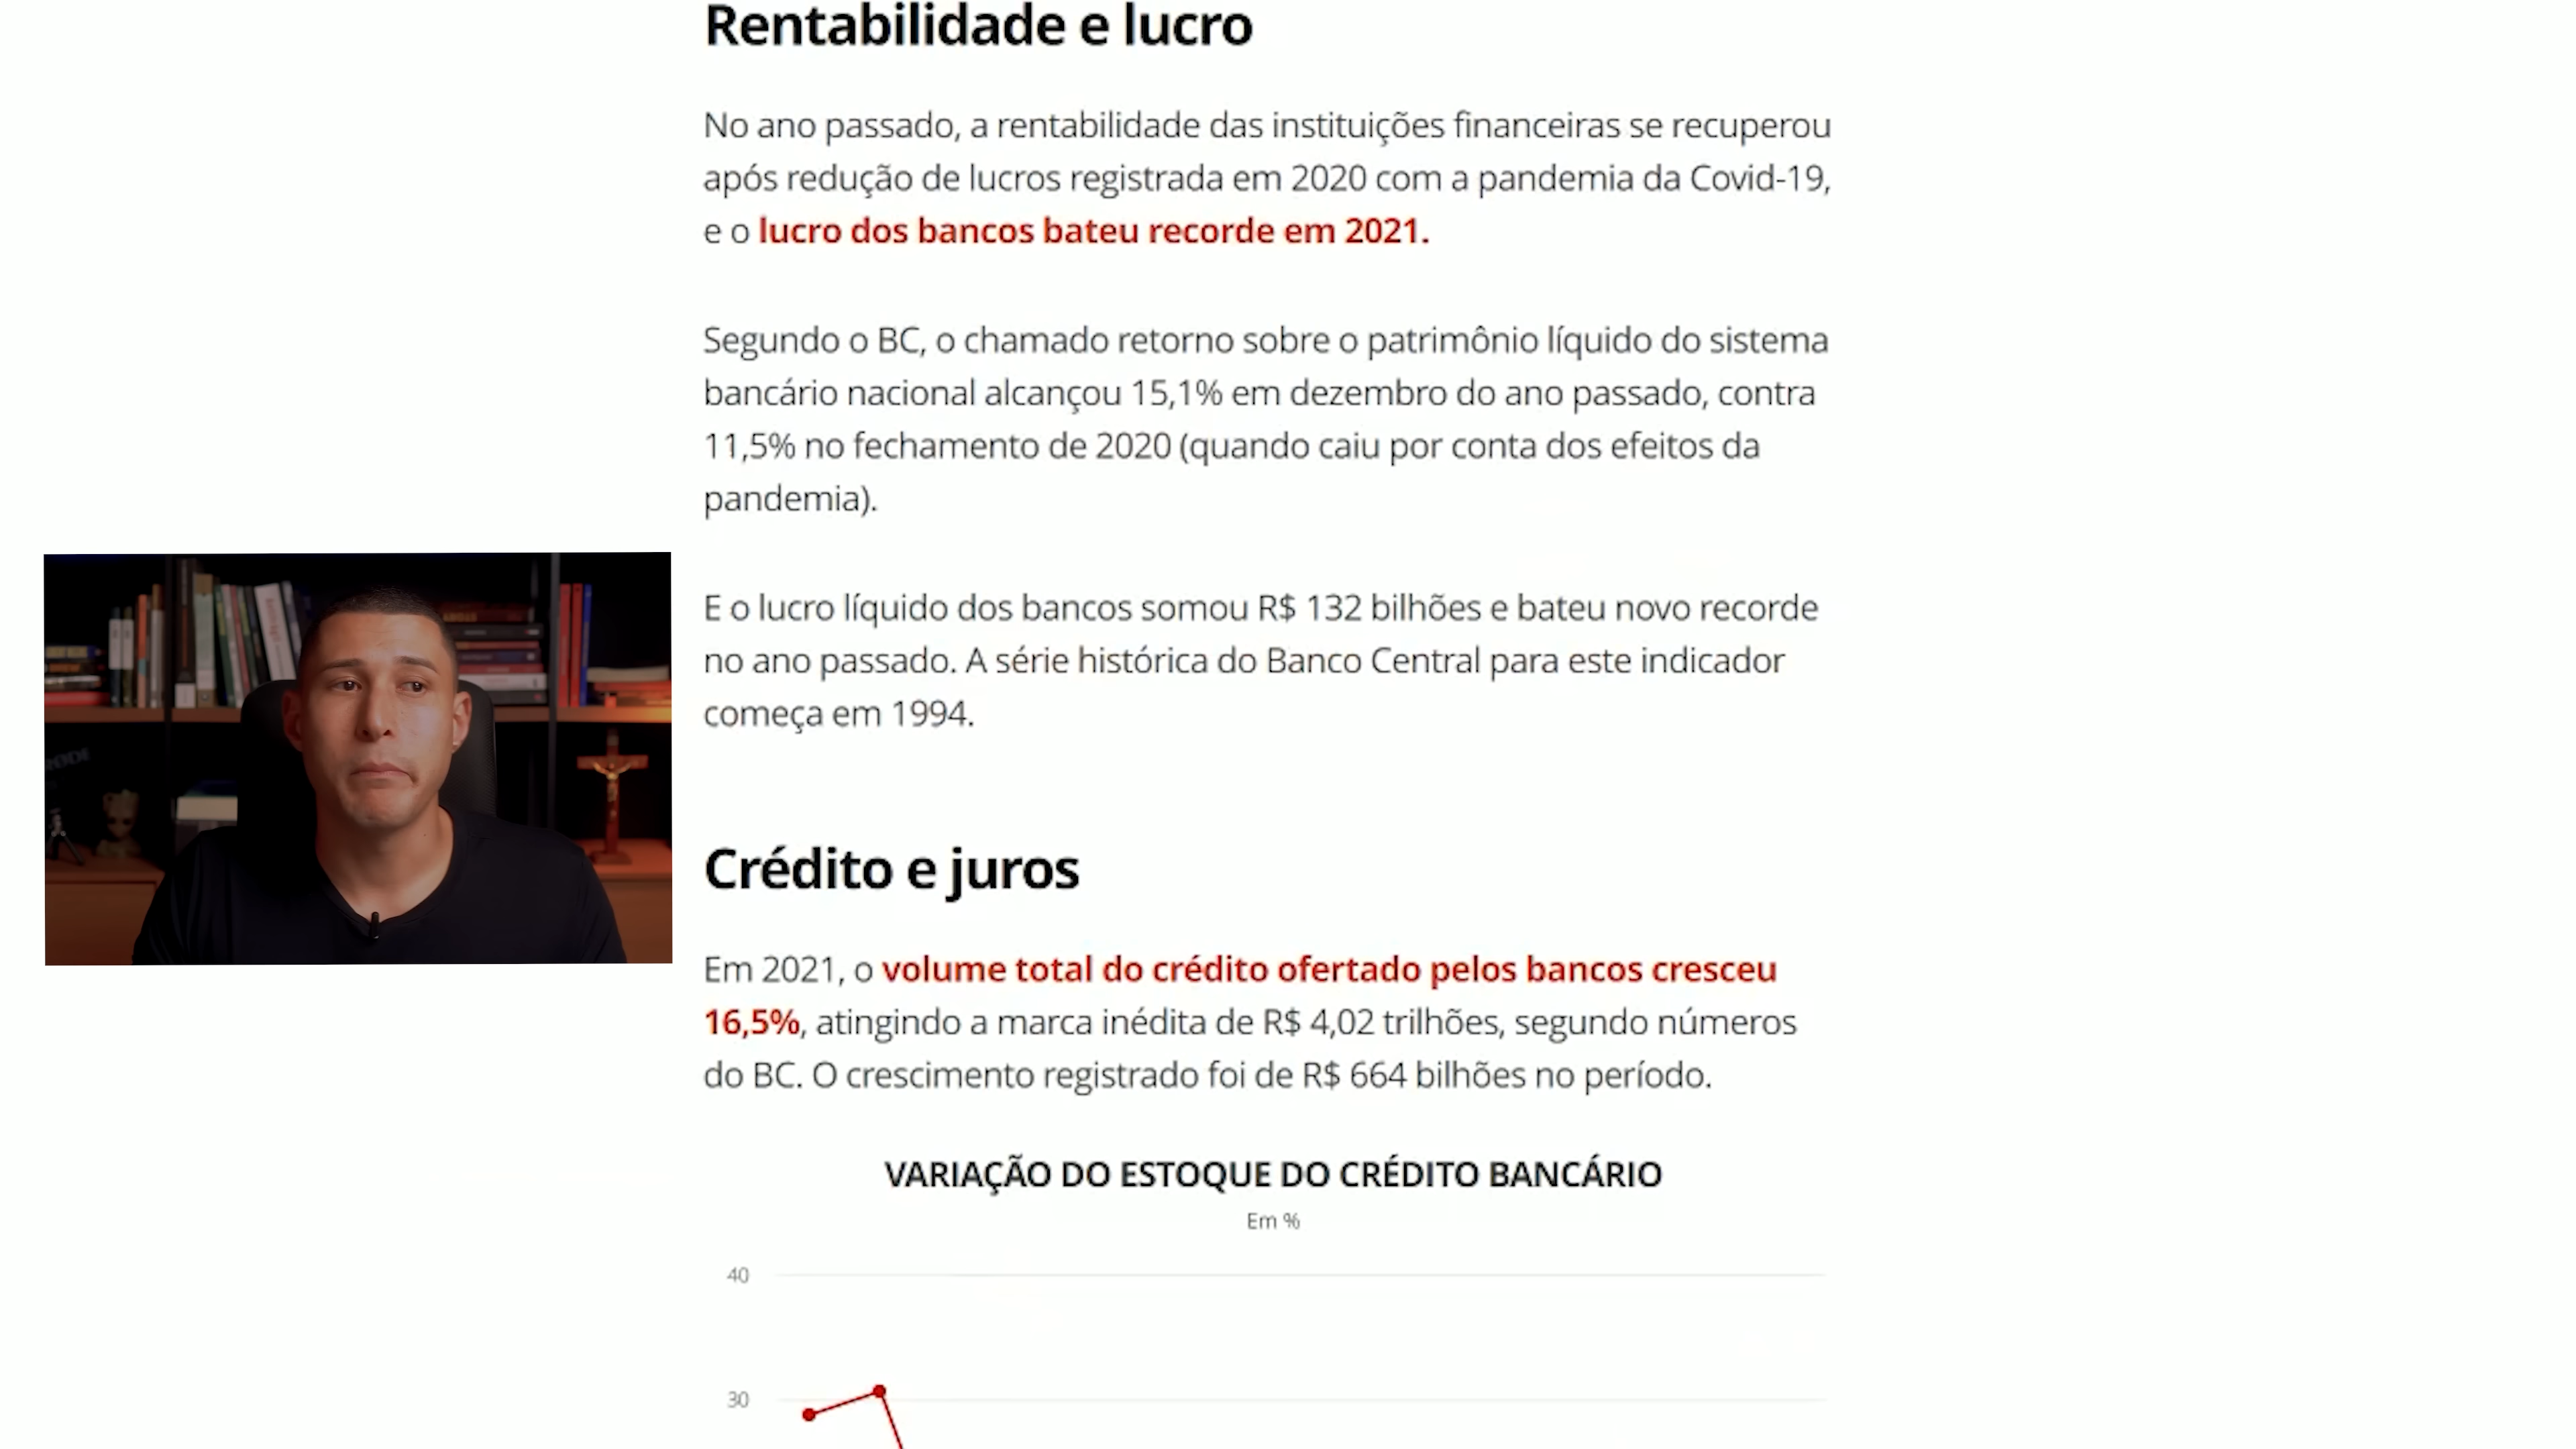 Rentabilidade e lucro
No ano passado, a rentabilidade das instituições financeiras se recuperou
após redução de lucros registrada em 2020 com a pandemia da Covid-19,
e o lucro dos bancos bateu recorde em 2021.
Segundo o BC, o chamado retorno sobre o patrimônio líquido do sistema
bancário nacional alcançou 15,1% em dezembro do ano passado, contra
11,5% no fechamento de 2020 (quando caiu por conta dos efeitos da
pandemia).
E o lucro líquido dos bancos somou R$ 132 bilhões e bateu novo recorde
no ano passado. A série histórica do Banco Central para este indicador
começa em 1994.
Crédito e juros
Em 2021, o volume total do crédito ofertado pelos bancos cresceu
16,5%, atingindo a marca inédita de R$ 4,02 trilhões, segundo números
do BC. O crescimento registrado foi de R$ 664 bilhões no período.
VARIAÇÃO DO ESTOQUE DO CRÉDITO BANCÁRIO
Em %
40
30